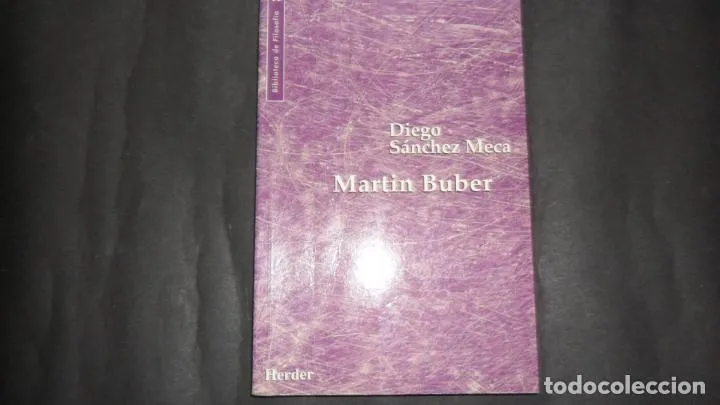 Biblioteca de Filosofía
Diego
Sánchez Meca
Martin Buber
Herder
todocoleccion